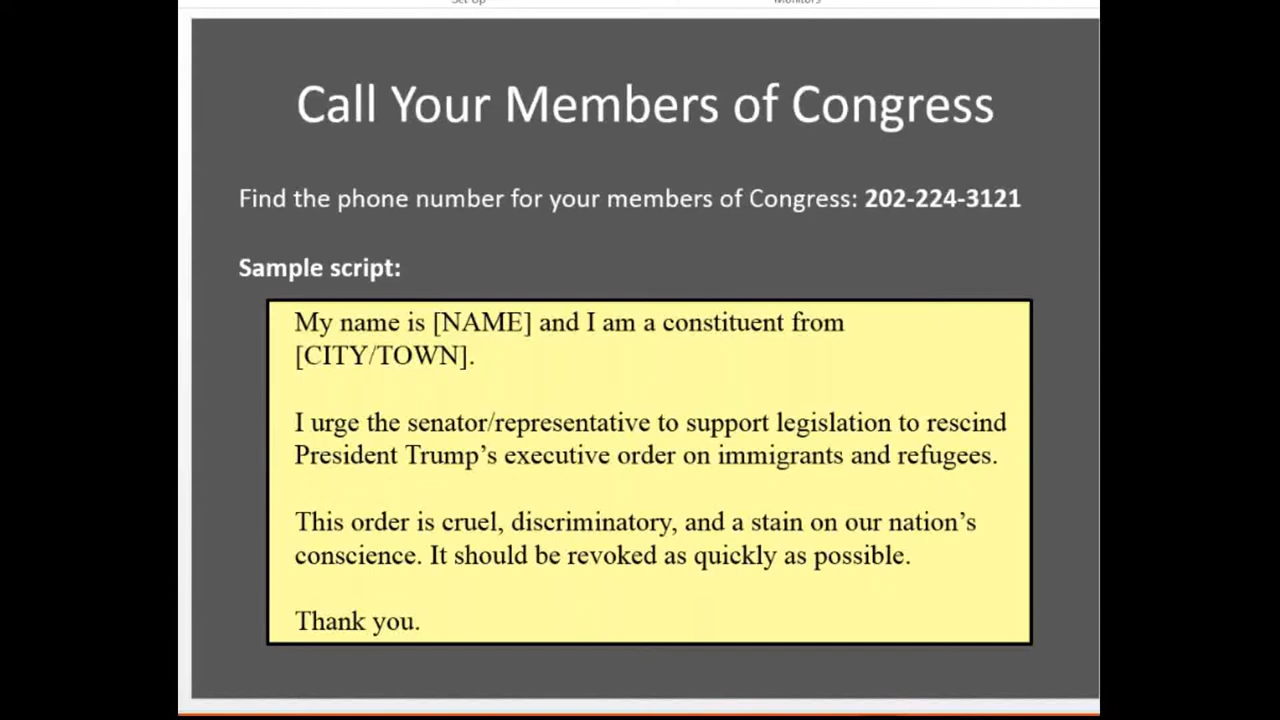 Set Up
Monitors
Call Your Members of Congress
Find the phone number for your members of Congress: 202-224-3121
Sample script:
My name is [NAME] and I am a constituent from
[CITY/TOWN].
I urge the senator/representative to support legislation to rescind
President Trump’s executive order on immigrants and refugees.
This order is cruel, discriminatory, and a stain on our nation’s
conscience. It should be revoked as quickly as possible.
Thank you.